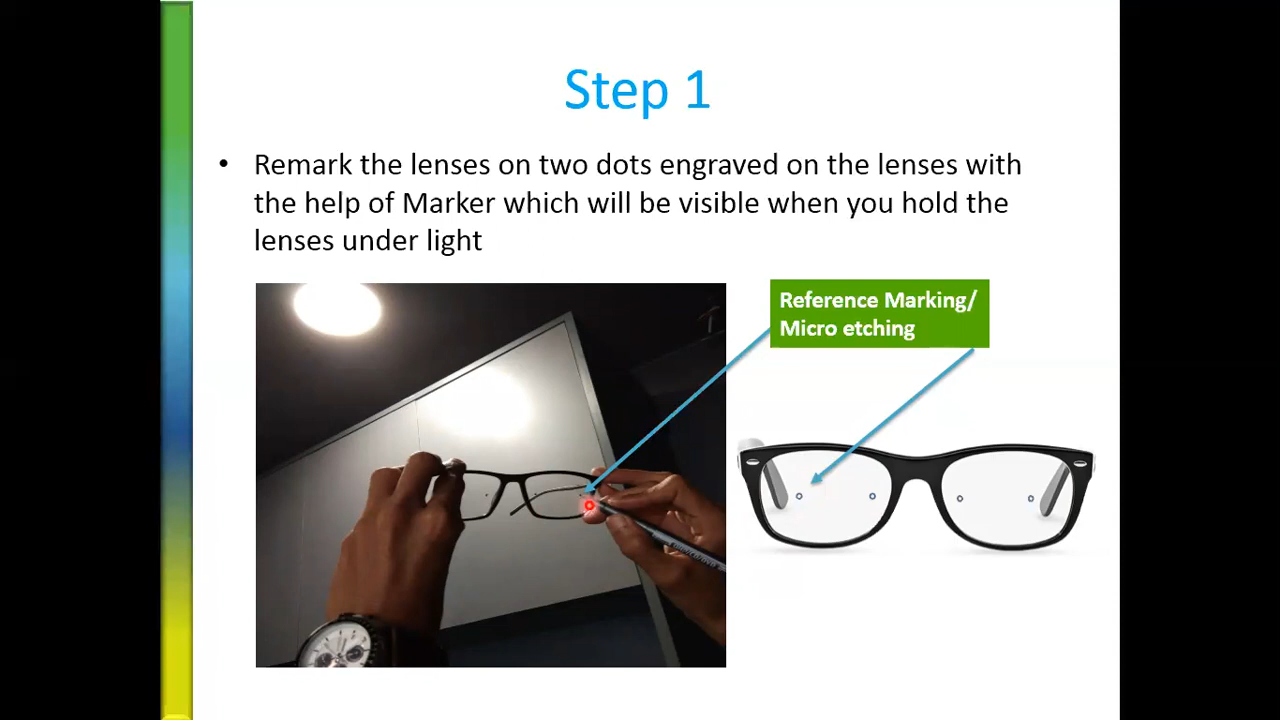 Step 1
• Remark the lenses on two dots engraved on the lenses with
the help of Marker which will be visible when you hold the
lenses under light
Reference Marking/
Micro etching